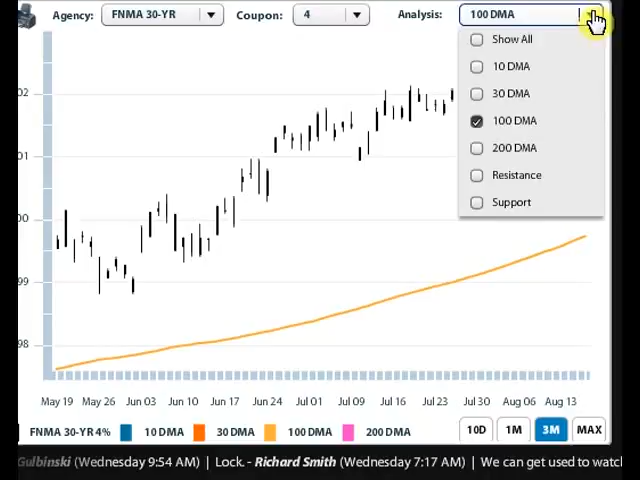 Agency: FNMA 30-YR Coupon: 4 Analysis: 100 DMA
Show All
10 DMA
30 DMA
100 DMA
200 DMA
Resistance
Support
02
01
00
99
98
May 19 May 26 Jun 03 Jun 10 Jun 17 Jun 24 Jul 01 Jul 09 Jul 16 Jul 23 Jul 30 Aug 06 Aug 13
FNMA 30-YR 4% 10 DMA 30 DMA 100 DMA 200 DMA 10D 1M 3M MAX
Gulbinski (Wednesday 9:54 AM) | Lock. - Richard Smith (Wednesday 7:17 AM) | We can get used to watch